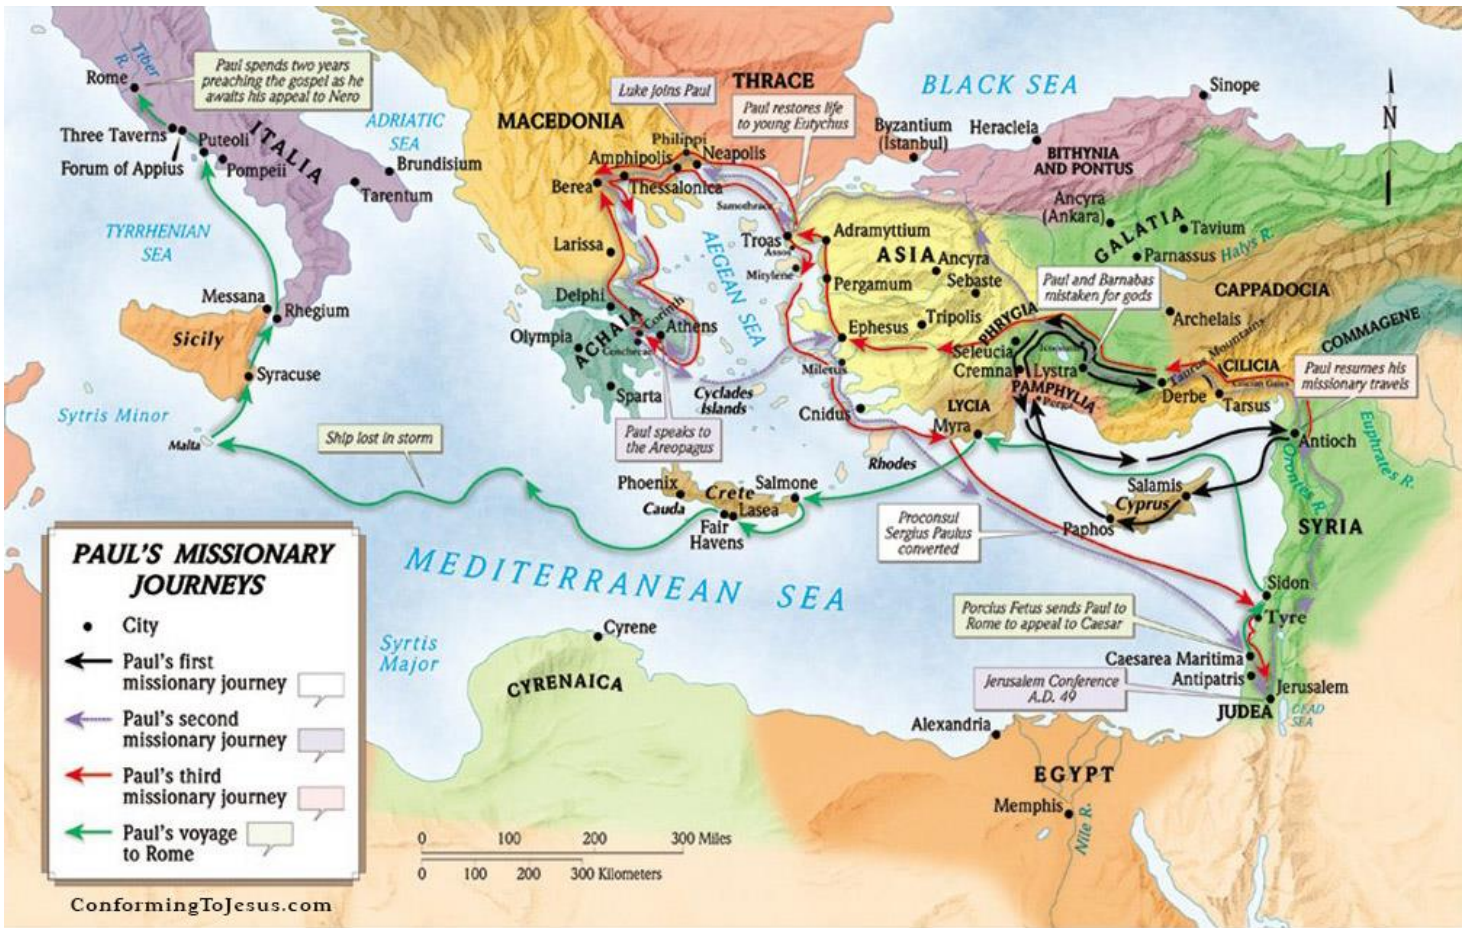 Tiber
R.
Rome
Paul spends two years
preaching the gospel as he
awaits his appeal to Nero
Three Taverns
Forum of Appius
Puteoli
Pompeii
ITALIA
ADRIATIC
SEA
Brundisium
Tarentum
TYRRHENIAN
SEA
Messana
Rhegium
Sicily
Syracuse
Sytris Minor
Malta
Ship lost in storm
MACEDONIA
Luke joins Paul
THRACE
Paul restores life
to young Eutychus
Philippi
Neapolis
Amphipolis
Berea
Thessalonica
Samothrace
Larissa
AEGEAN SEA
Troas
Assos
Mitylene
Adramyttium
Pergamum
ASIA
Ancyra
Sebaste
Delphi
ACHAIA
Corinth
Athens
Olympia
Conchecae
Sparta
Cyclades
Islands
Paul speaks to
the Areopagus
Ephesus
Tripolis
Miletus
Cnidus
PHRYGIA
Seleucia
Cremna
Lystra
PAMPHYLIA
Perga
LYCIA
Myra
Rhodes
BLACK SEA
Sinope
Byzantium
(Istanbul)
Heracleia
BITHYNIA
AND PONTUS
Ancyra
(Ankara)
GALATIA
Tavium
Parnassus
Halys R.
Paul and Barnabas
mistaken for gods
CAPPADOCIA
Archelais
COMMAGENE
Taurus Mountains
CILICIA
Cilician Gates
Derbe
Tarsus
Paul resumes his
missionary travels
N
Antioch
Euphrates R.
Orontes R.
SYRIA
Salamis
Cyprus
Paphos
Proconsul
Sergius Paulus
converted
Phoenix
Cauda
Crete
Salmone
Lasea
Fair
Havens
MEDITERRANEAN SEA
Sidon
Tyre
Porcius Fetus sends Paul to
Rome to appeal to Caesar
Caesarea Maritima
Antipatris
Jerusalem
Jerusalem Conference
A.D. 49
JUDEA
DEAD
SEA
Cyrene
Syrtis
Major
CYRENAICA
Alexandria
EGYPT
Memphis
Nile R.
PAUL'S MISSIONARY
JOURNEYS
City
Paul's first
missionary journey
Paul's second
missionary journey
Paul's third
missionary journey
Paul's voyage
to Rome
0 100 200 300 Miles
0 100 200 300 Kilometers
ConformingToJesus.com